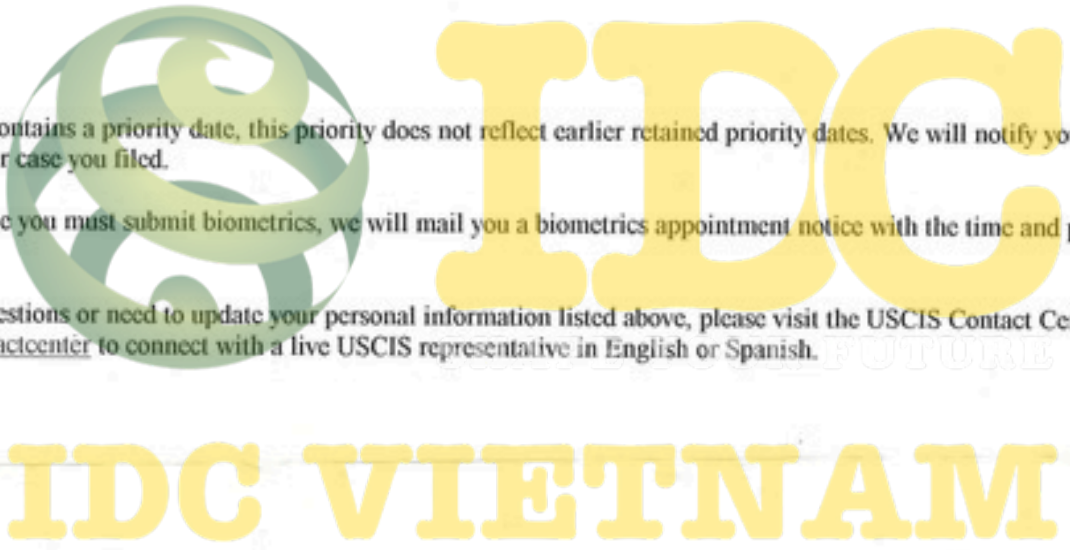 ontains a priority date, this priority does not reflect earlier retained priority dates. We will notify yo
r case you filed.
e you must submit biometrics, we will mail you a biometrics appointment notice with the time and p
estions or need to update your personal information listed above, please visit the USCIS Contact Ce
actcenter to connect with a live USCIS representative in English or Spanish.
IDC
FUTURE
IDC VIETNAM